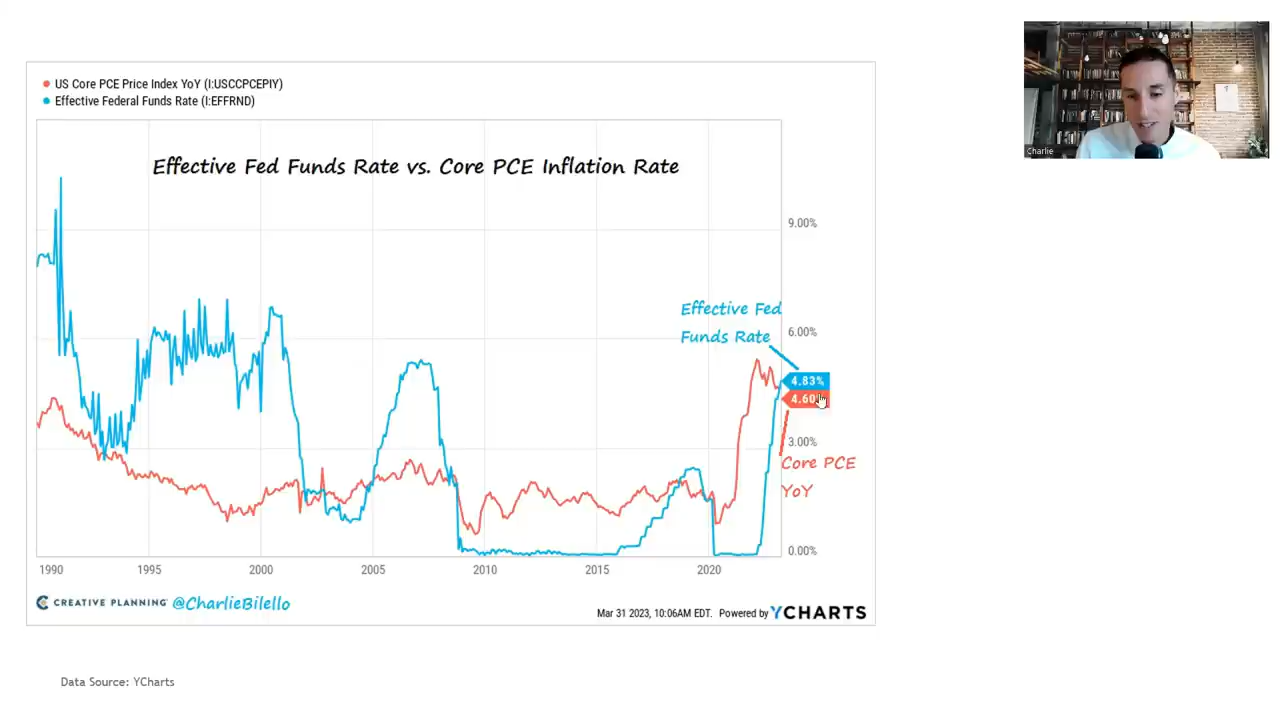 US Core PCE Price Index YoY (I:USCCPCEPIY)
Effective Federal Funds Rate (I:EFFRND)
Effective Fed Funds Rate vs. Core PCE Inflation Rate
9.00%
6.00%
3.00%
0.00%
Effective Fed
Funds Rate
4.83%
4.60
Core PCE
YoY
1990 1995 2000 2005 2010 2015 2020
CREATIVE PLANNING @CharlieBilello
Mar 31 2023, 10:06AM EDT. Powered by YCHARTS
Data Source: YCharts
Charlie